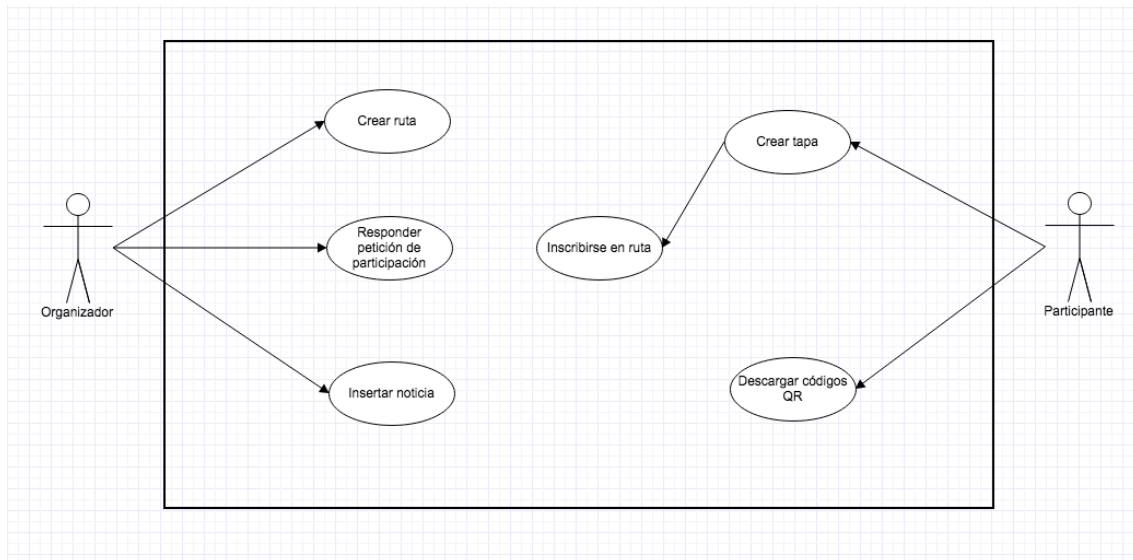 Crear ruta
Crear tapa
Responder
petición de
participación
Inscribirse en ruta
Organizador
Participante
Insertar noticia
Descargar códigos
QR